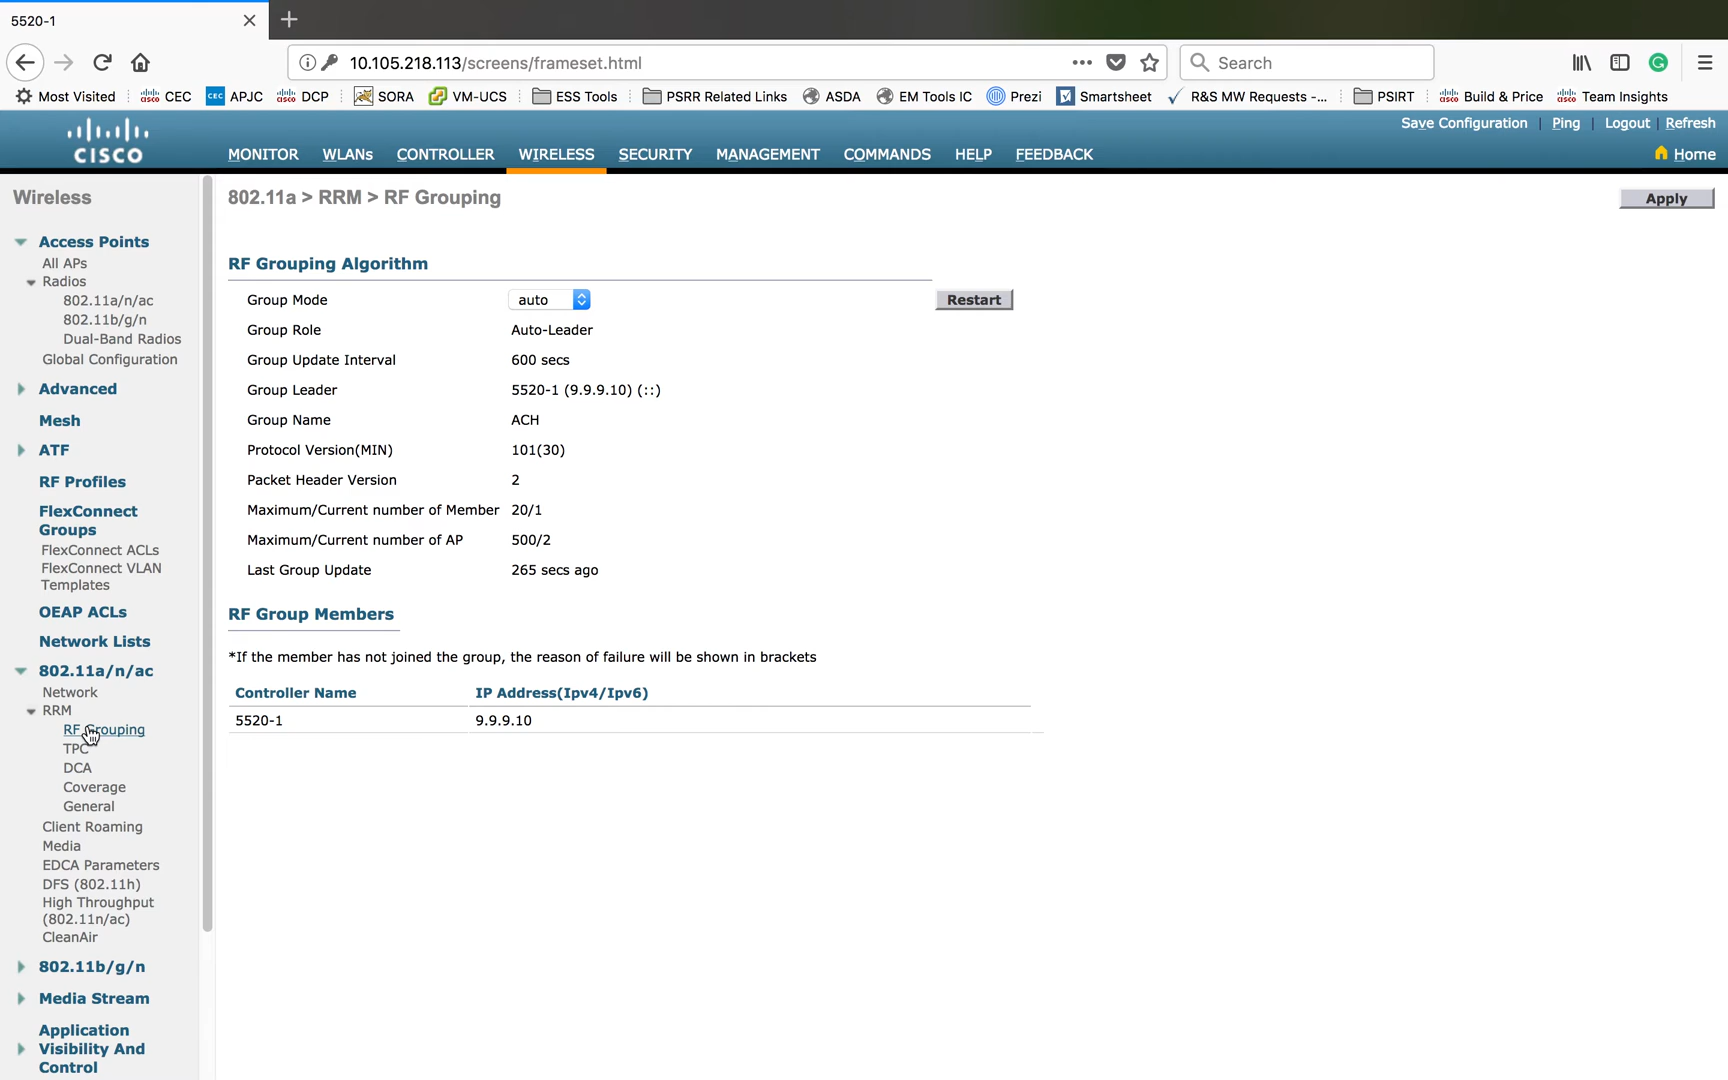 5520-1
10.105.218.113/screens/frameset.html
Search
Most Visited
CEC
CEC APJC
DCP
SORA
VM-UCS
ESS Tools
PSRR Related Links
ASDA
EM Tools IC
Prezi
Smartsheet
R&S MW Requests -...
PSIRT
Build & Price
Team Insights
CISCO
Save Configuration | Ping | Logout | Refresh
MONITOR WLANs CONTROLLER WIRELESS SECURITY MANAGEMENT COMMANDS HELP FEEDBACK
Home
Wireless
Access Points
All APs
Radios
802.11a/n/ac
802.11b/g/n
Dual-Band Radios
Global Configuration
Advanced
Mesh
ATF
RF Profiles
FlexConnect
Groups
FlexConnect ACLs
FlexConnect VLAN
Templates
OEAP ACLs
Network Lists
802.11a/n/ac
Network
RRM
RF Grouping
TPC
DCA
Coverage
General
Client Roaming
Media
EDCA Parameters
DFS (802.11h)
High Throughput
(802.11n/ac)
CleanAir
802.11b/g/n
Media Stream
Application
Visibility And
Control
802.11a > RRM > RF Grouping
Apply
RF Grouping Algorithm
Group Mode auto Restart
Group Role Auto-Leader
Group Update Interval 600 secs
Group Leader 5520-1 (9.9.9.10) (::)
Group Name ACH
Protocol Version(MIN) 101(30)
Packet Header Version 2
Maximum/Current number of Member 20/1
Maximum/Current number of AP 500/2
Last Group Update 265 secs ago
RF Group Members
*If the member has not joined the group, the reason of failure will be shown in brackets
Controller Name IP Address(Ipv4/Ipv6)
5520-1 9.9.9.10